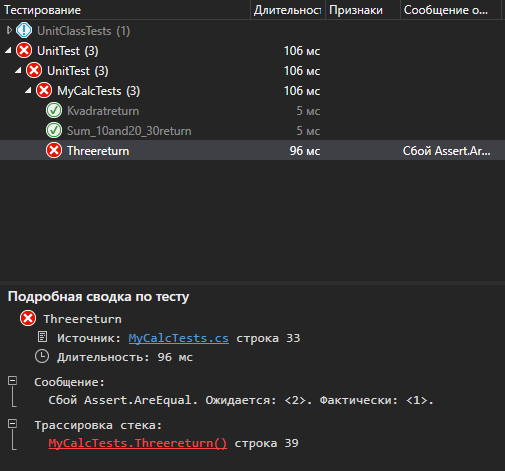 Тестирование Длительност Признаки Сообщение о...
UnitClassTests (1)
UnitTest (3) 106 мс
UnitTest (3) 106 мс
MyCalcTests (3) 106 мс
Kvadratreturn 5 мс
Sum_10and20_30return 5 мс
Threereturn 96 мс Сбой Assert.Ar...
Подробная сводка по тесту
Threereturn
Источник: MyCalcTests.cs строка 33
Длительность: 96 мс
Сообщение:
Сбой Assert.AreEqual. Ожидается: <2>. Фактически: <1>.
Трассировка стека:
MyCalcTests.Threereturn() строка 39